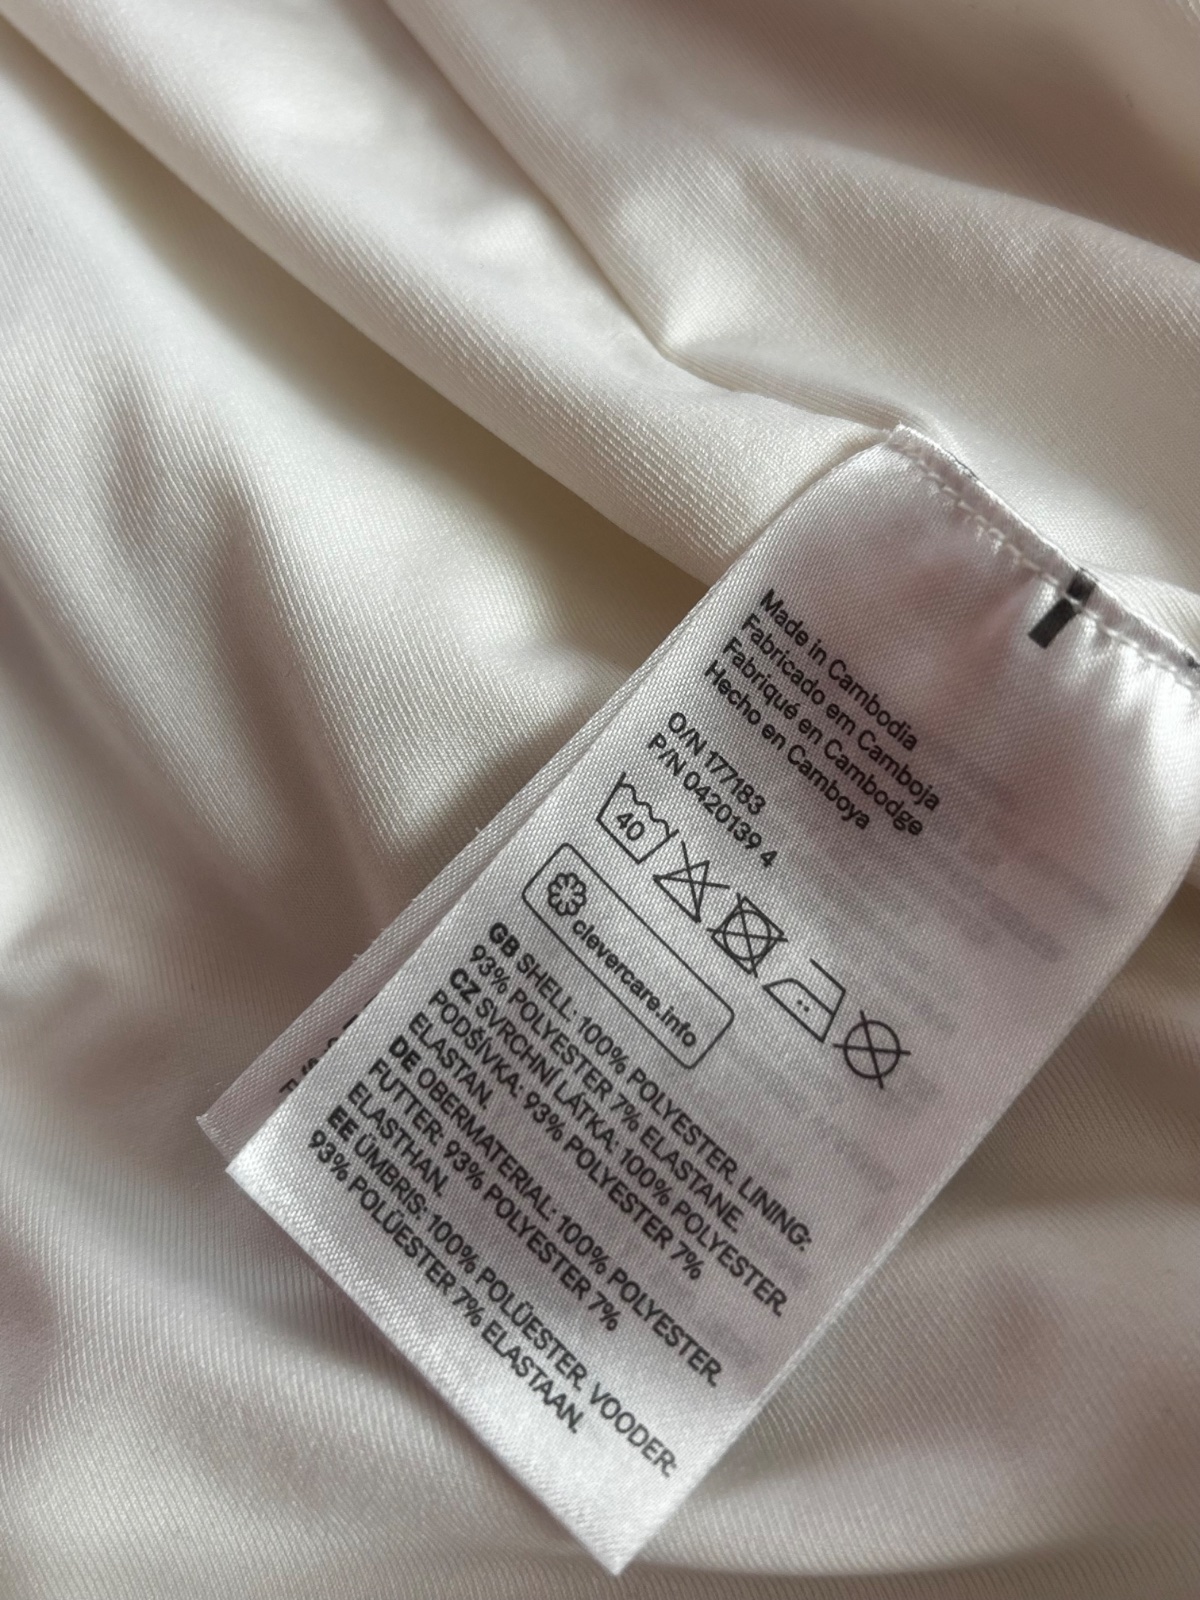 Made in Cambodia
Fabricado em Camboja
Fabriqué en Cambodge
Hecho en Camboya
O/N 177183
P/N 0420139 4
40
clevercare.info
GB SHELL: 100% POLYESTER. LINING:
93% POLYESTER 7% ELASTANE.
CZ SVRCHNÍ LÁTKA: 100% POLYESTER.
PODŠÍVKA: 93% POLYESTER 7%
ELASTAN.
DE OBERMATERIAL: 100% POLYESTER.
FUTTER: 93% POLYESTER 7%
ELASTHAN.
EE ÜMBRIS: 100% POLÜESTER. VOODER:
93% POLÜESTER 7% ELASTAAN.